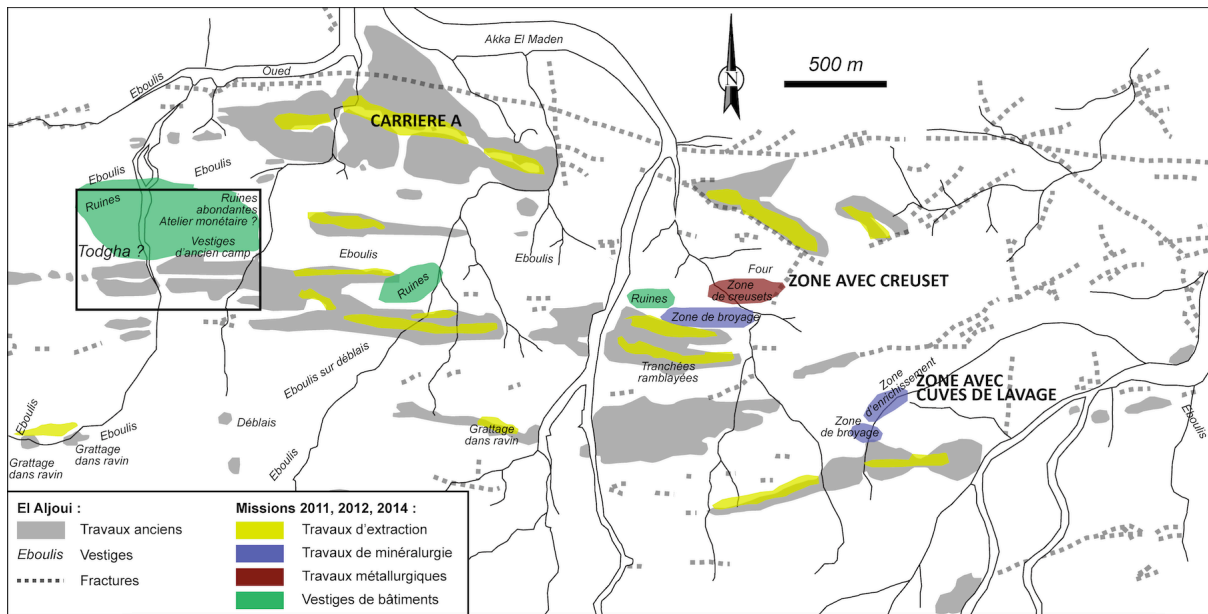 Akka El Maden
500 m
N
Oued
Eboulis
CARRIERE A
Eboulis
Eboulis
Ruines
Ruines
abondantes
Atelier monétaire ?
Vestiges
d'ancien camp
Todgha ?
Eboulis
Ruines
Eboulis
Four
ZONE AVEC CREUSET
Zone
de creusets
Ruines
Zone de broyage
Tranchées
ramblayées
Eboulis sur déblais
Zone
d'enrichissement
ZONE AVEC
CUVES DE LAVAGE
Zone
de broyage
Eboulis
Déblais
Grattage
dans ravin
Eboulis
Eboulis
Grattage
dans ravin
Grattage
dans ravin
Eboulis
El Aljoui :
Travaux anciens
Eboulis Vestiges
Fractures
Missions 2011, 2012, 2014 :
Travaux d'extraction
Travaux de minéralurgie
Travaux métallurgiques
Vestiges de bâtiments